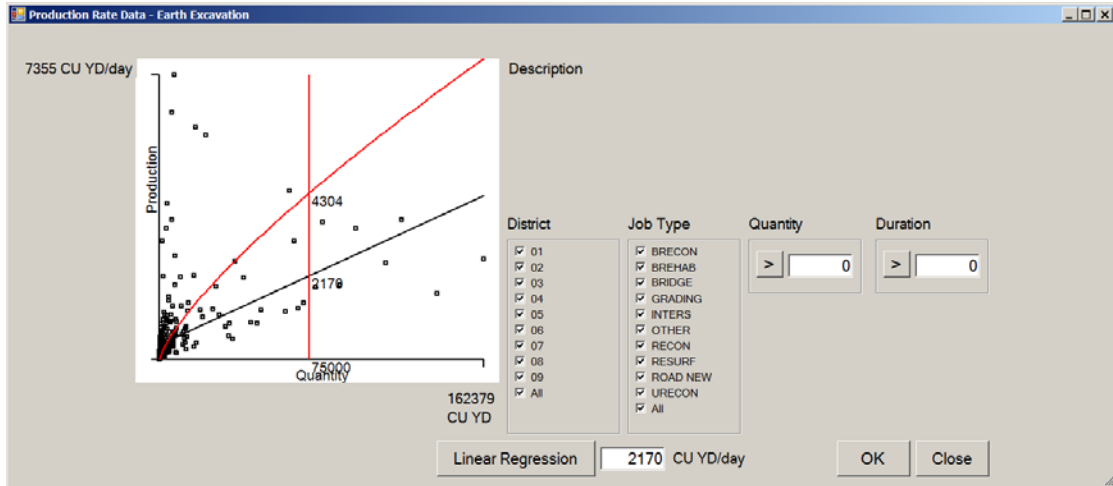 Production Rate Data - Earth Excavation
7355 CU YD/day
Description
Production
4304
2170
75000
Quantity
162379
CU YD
District
01
02
03
04
05
06
07
08
09
All
Job Type
BRECON
BREHAB
BRIDGE
GRADING
INTERS
OTHER
RECON
RESURF
ROAD NEW
URECON
All
Quantity
> 0
Duration
> 0
Linear Regression 2170 CU YD/day OK Close